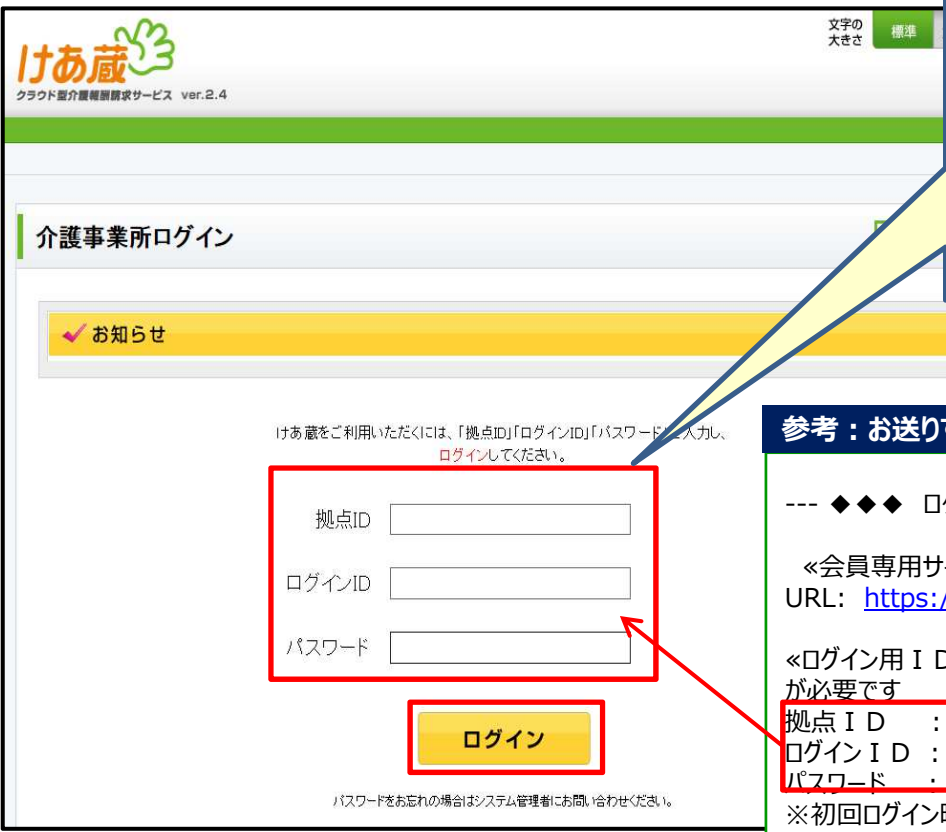 けあ蔵
クラウド型介護報酬請求サービス ver.2.4
文字の
大きさ
標準
介護事業所ログイン
お知らせ
けあ蔵をご利用いただくには、「拠点ID」「ログインID」「パスワード」を入力し、
ログインしてください。
拠点ID
ログインID
パスワード
ログイン
パスワードをお忘れの場合はシステム管理者にお問い合わせください。
参考：お送りす
--- ◆◆◆ ログ
«会員専用サ
URL: https:/
«ログイン用ＩＤ
が必要です
拠点ＩＤ ：
ログインＩＤ：
パスワード ：
※初回ログイン